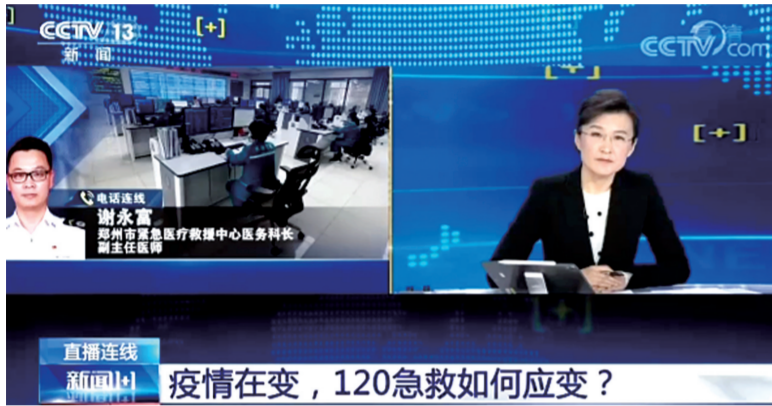 CCTV 13
新闻
[+]
CCTV.com
[+]
[+]
电话连线
谢永富
郑州市紧急医疗救援中心医务科长
副主任医师
直播连线
新闻1+1
疫情在变，120急救如何应变？